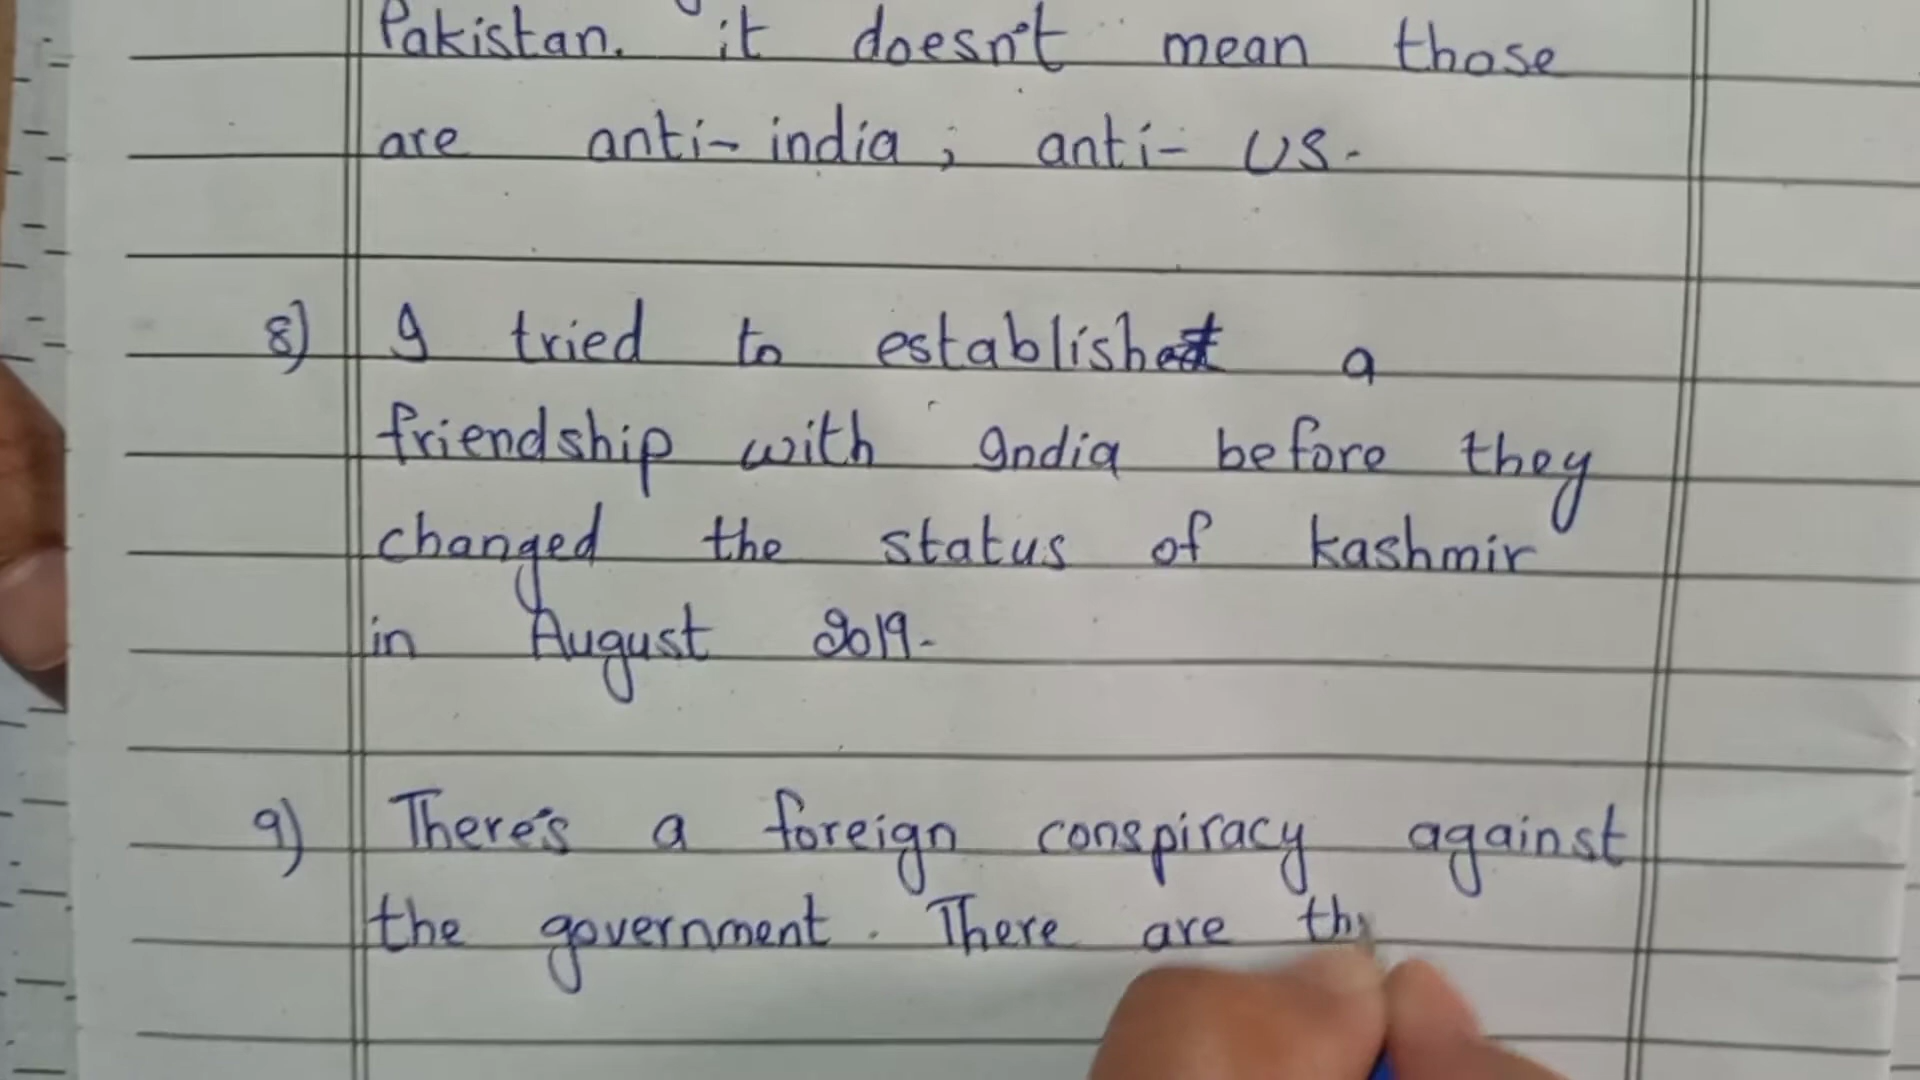 Pakistan. it doesn't mean those
are anti-india; anti-US.
8) I tried to establish a
friendship with India before they
changed the status of kashmir
in August 2019.
9) There's a foreign conspiracy against
the government. There are